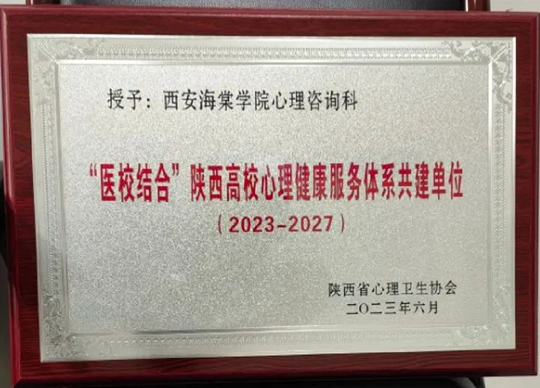 授予：西安海棠学院心理咨询科
“医校结合”陕西高校心理健康服务体系共建单位
（2023-2027）
陕西省心理卫生协会
二〇二三年六月